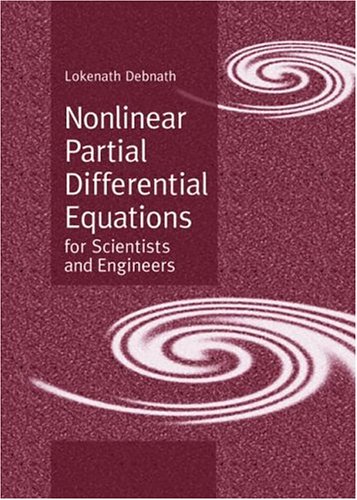 Lokenath Debnath
Nonlinear
Partial
Differential
Equations
for Scientists
and Engineers